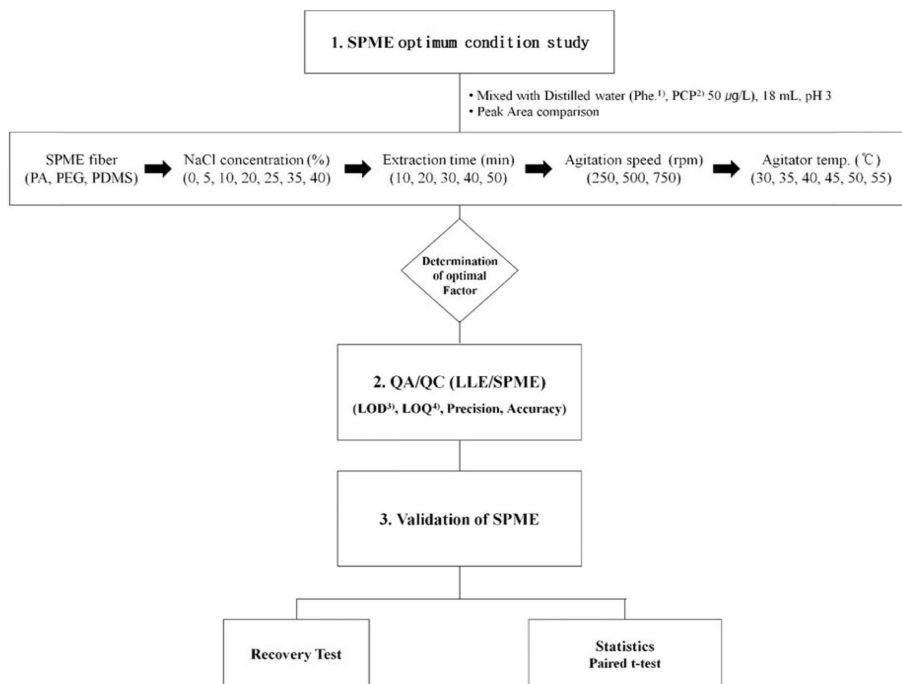 1. SPME optimum condition study
• Mixed with Distilled water (Phe.¹⁾, PCP²⁾ 50 ㎍/L), 18 mL, pH 3
• Peak Area comparison
SPME fiber
(PA, PEG, PDMS)
NaCl concentration (%)
(0, 5, 10, 20, 25, 35, 40)
Extraction time (min)
(10, 20, 30, 40, 50)
Agitation speed (rpm)
(250, 500, 750)
Agitator temp. (℃)
(30, 35, 40, 45, 50, 55)
Determination
of optimal
Factor
2. QA/QC (LLE/SPME)
(LOD³⁾, LOQ⁴⁾, Precision, Accuracy)
3. Validation of SPME
Recovery Test
Statistics
Paired t-test